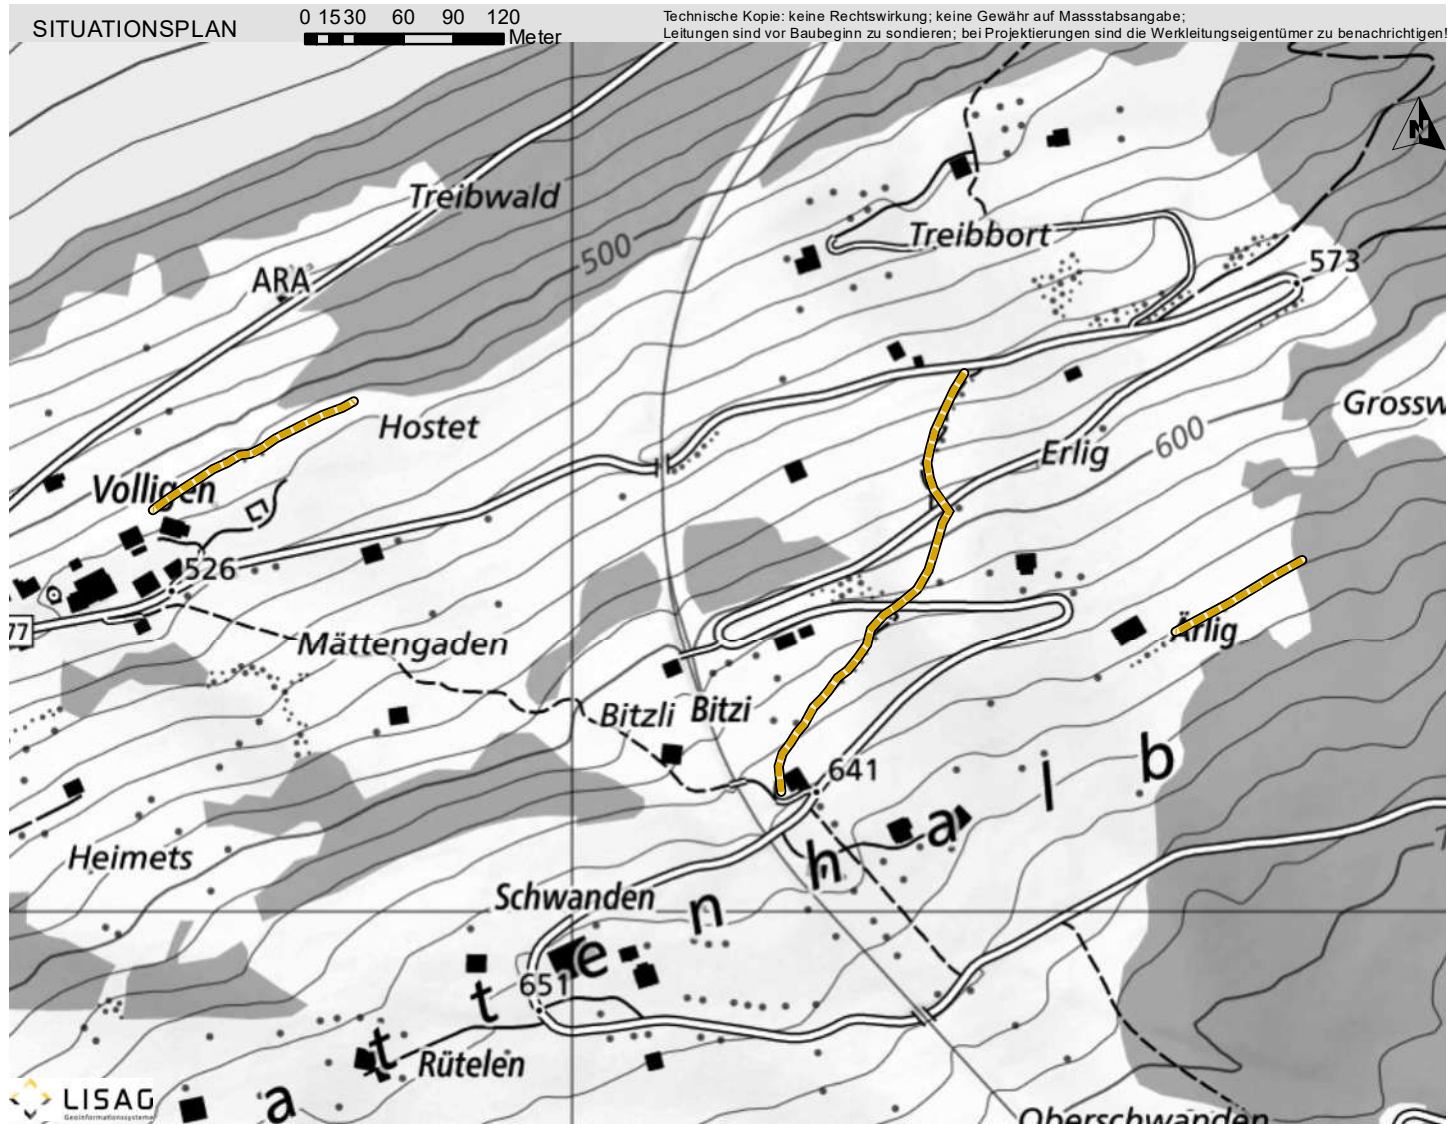 SITUATIONSPLAN
0 15 30 60 90 120
Meter
Technische Kopie: keine Rechtswirkung; keine Gewähr auf Massstabsangabe;
Leitungen sind vor Baubeginn zu sondieren; bei Projektierungen sind die Werkleitungseigentümer zu benachrichtigen!
N
Treibwald
500
Treibbort
573
ARA
Grossw
Hostet
600
Erlig
Volligen
526
77
Ärlig
Mättengaden
Bitzli
Bitzi
641
b
l
a
h
Heimets
Schwanden
n
e
651
t
t
Rütelen
a
LISAG
Geoinformationssysteme
Oberschwanden